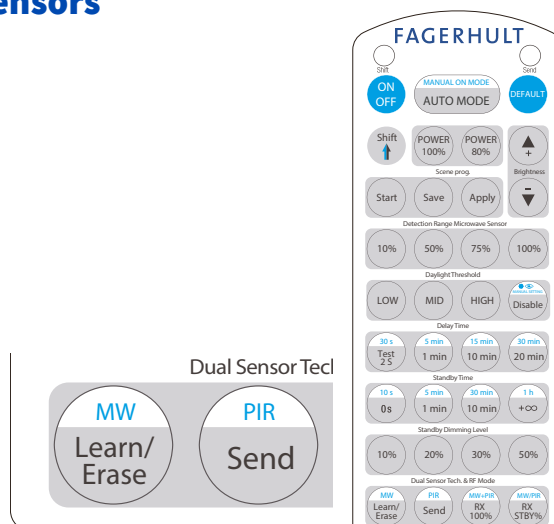 ensors
FAGERHULT
Shift
Send
ON
OFF
MANUAL ON MODE
AUTO MODE
DEFAULT
Shift
POWER
100%
POWER
80%
+
Scene prog.
Brightness
Start
Save
Apply
-
Detection Range Microwave Sensor
10%
50%
75%
100%
Daylight Threshold
LOW
MID
HIGH
Disable
Delay Time
30 s
Test
2 S
5 min
1 min
15 min
10 min
30 min
20 min
Standby Time
10 s
0s
5 min
1 min
30 min
10 min
1 h
+∞
Standby Dimming Level
10%
20%
30%
50%
Dual Sensor Tech. & RF Mode
MW
Learn/
Erase
PIR
Send
MW+PIR
RX
100%
MW/PIR
RX
STBY%
Dual Sensor Tecl
MW
Learn/
Erase
PIR
Send